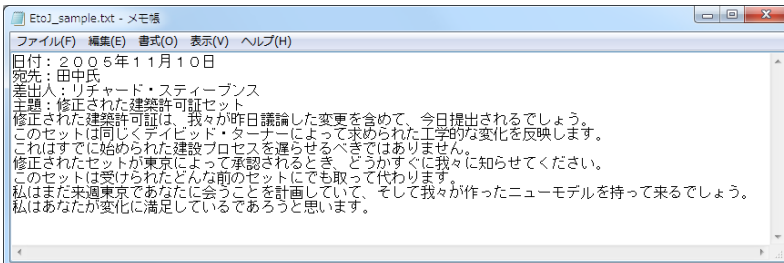 EtoJ_sample.txt - メモ帳
ファイル(F) 編集(E) 書式(O) 表示(V) ヘルプ(H)
日付：２００５年１１月１０日
宛先：田中氏
差出人：リチャード・スティーブンス
主題：修正された建築許可証セット
修正された建築許可証は、我々が昨日議論した変更を含めて、今日提出されるでしょう。
このセットは同じくデイビッド・ターナーによって求められた工学的な変化を反映します。
これはすでに始められた建設プロセスを遅らせるべきではありません。
修正されたセットが東京によって承認されるとき、どうかすぐに我々に知らせてください。
このセットは受けられたどんな前のセットにでも取って代わります。
私はまだ来週東京であなたに会うことを計画していて、そして我々が作ったニューモデルを持って来るでしょう。
私はあなたが変化に満足しているであろうと思います。